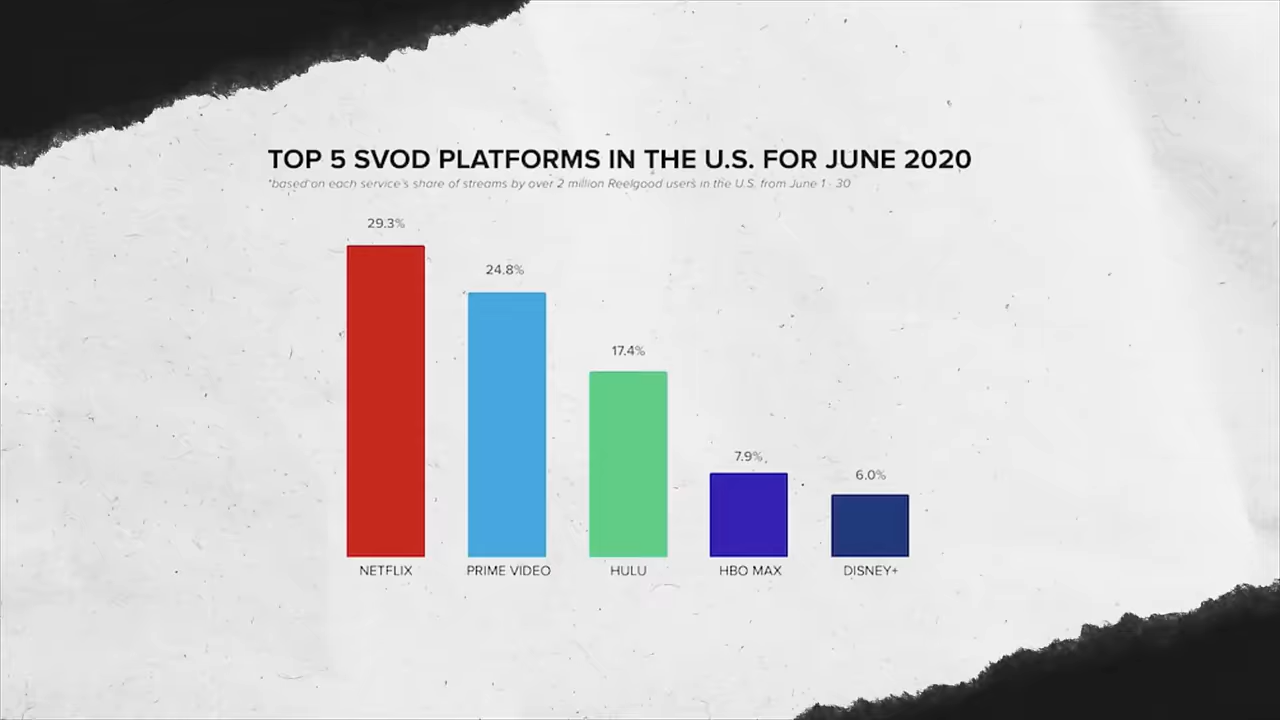 TOP 5 SVOD PLATFORMS IN THE U.S. FOR JUNE 2020
*based on each service's share of streams by over 2 million Reelgood users in the U.S. from June 1 - 30
29.3%
24.8%
17.4%
7.9%
6.0%
NETFLIX
PRIME VIDEO
HULU
HBO MAX
DISNEY+